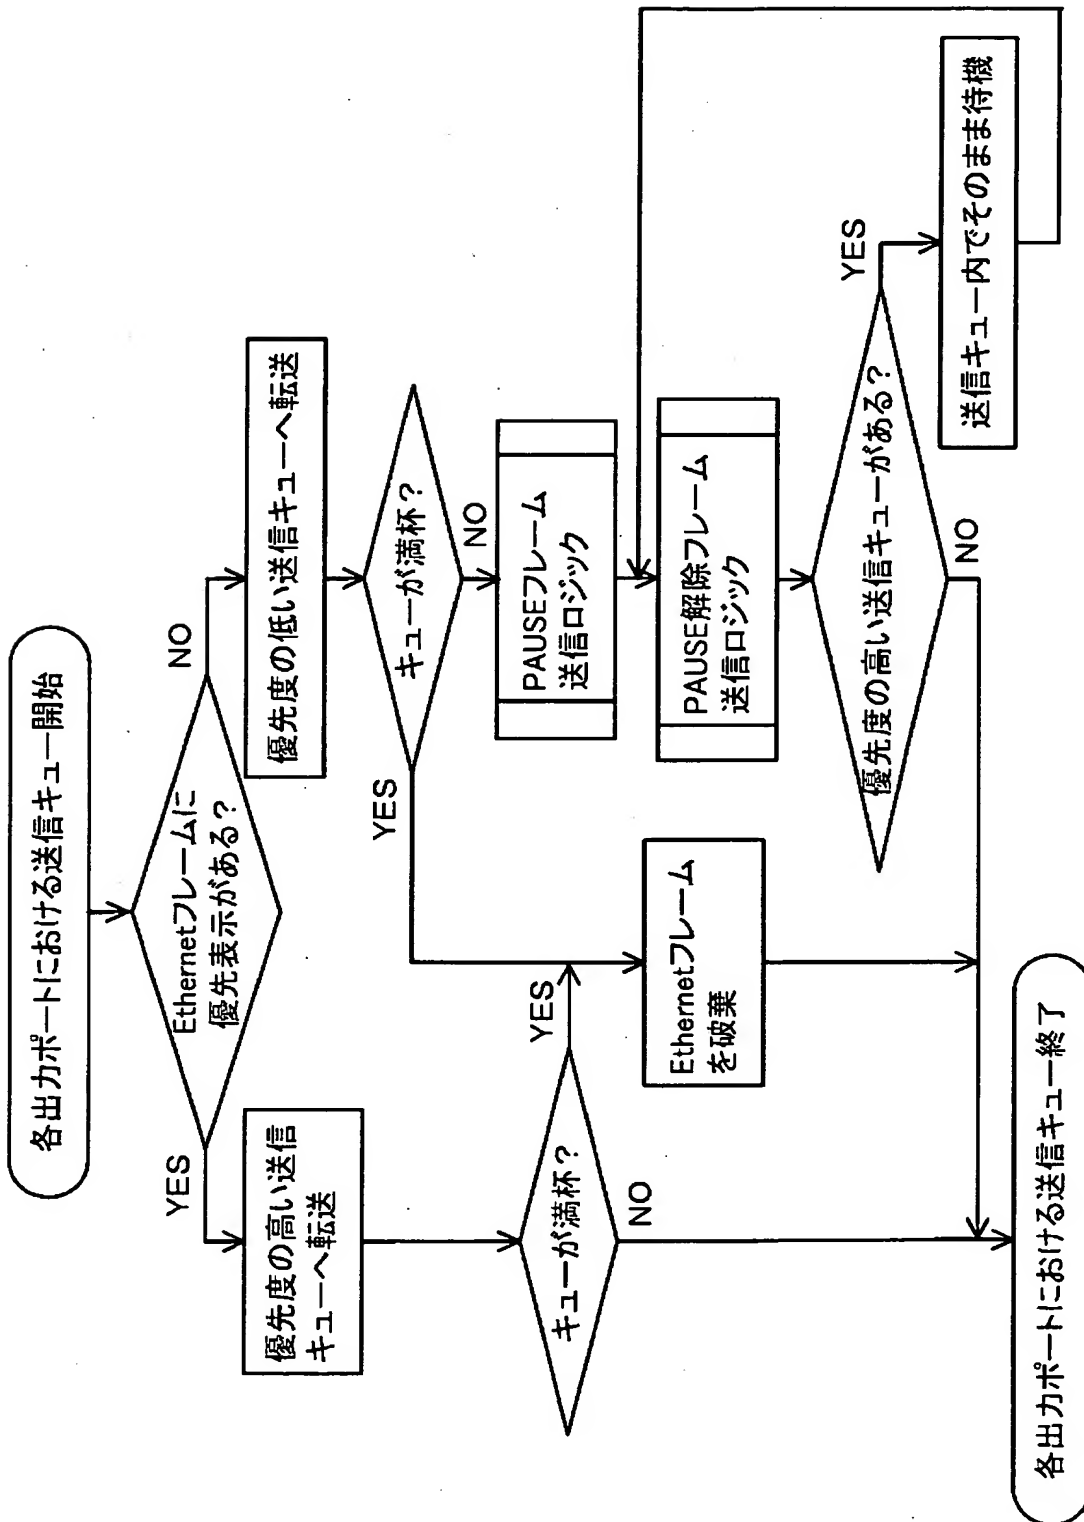 各出力ポートにおける送信キュー開始
Ethernetフレームに
優先表示がある?
YES
NO
優先度の高い送信
キューへ転送
優先度の低い送信キューへ転送
キューが満杯?
YES
NO
キューが満杯?
YES
NO
PAUSEフレーム
送信ロジック
Ethernetフレーム
を破棄
PAUSE解除フレーム
送信ロジック
優先度の高い送信キューがある?
YES
NO
送信キュー内でそのまま待機
各出力ポートにおける送信キュー終了